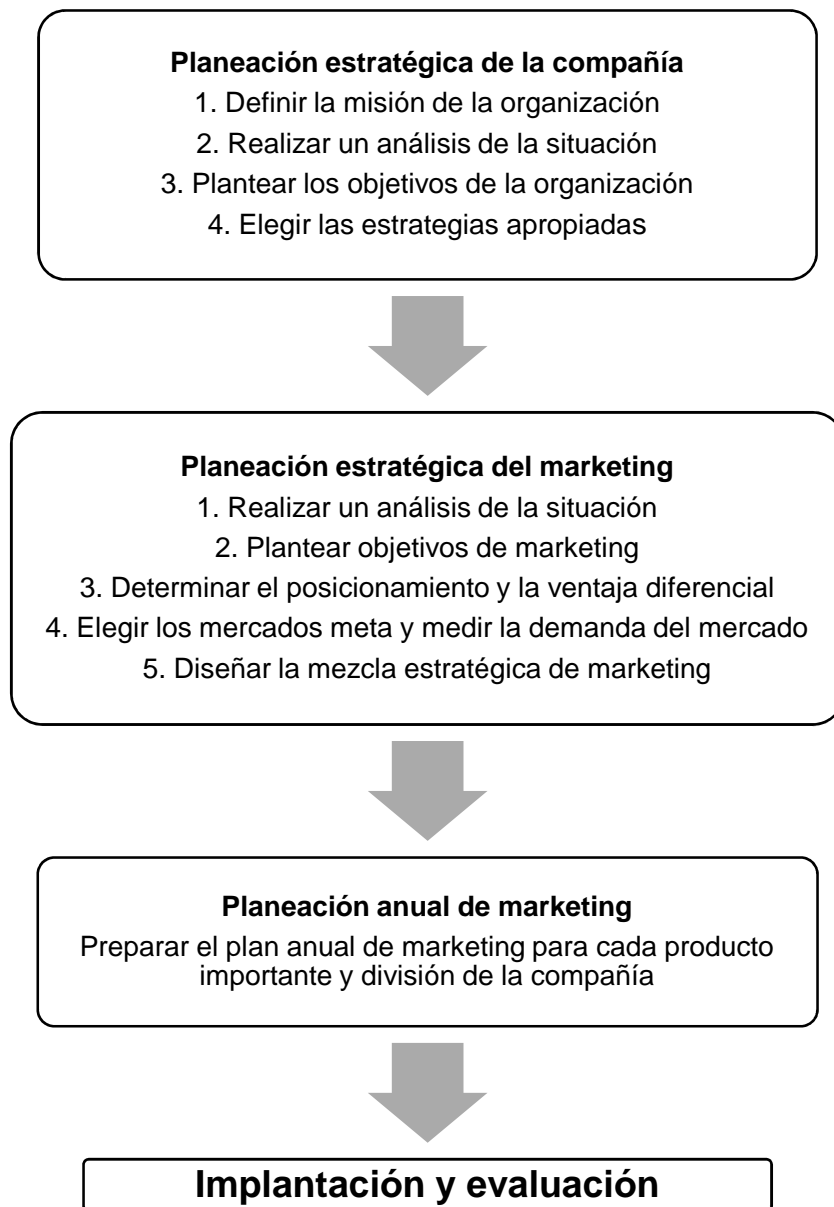 Planeación estratégica de la compañía
1. Definir la misión de la organización
2. Realizar un análisis de la situación
3. Plantear los objetivos de la organización
4. Elegir las estrategias apropiadas
Planeación estratégica del marketing
1. Realizar un análisis de la situación
2. Plantear objetivos de marketing
3. Determinar el posicionamiento y la ventaja diferencial
4. Elegir los mercados meta y medir la demanda del mercado
5. Diseñar la mezcla estratégica de marketing
Planeación anual de marketing
Preparar el plan anual de marketing para cada producto
importante y división de la compañía
Implantación y evaluación